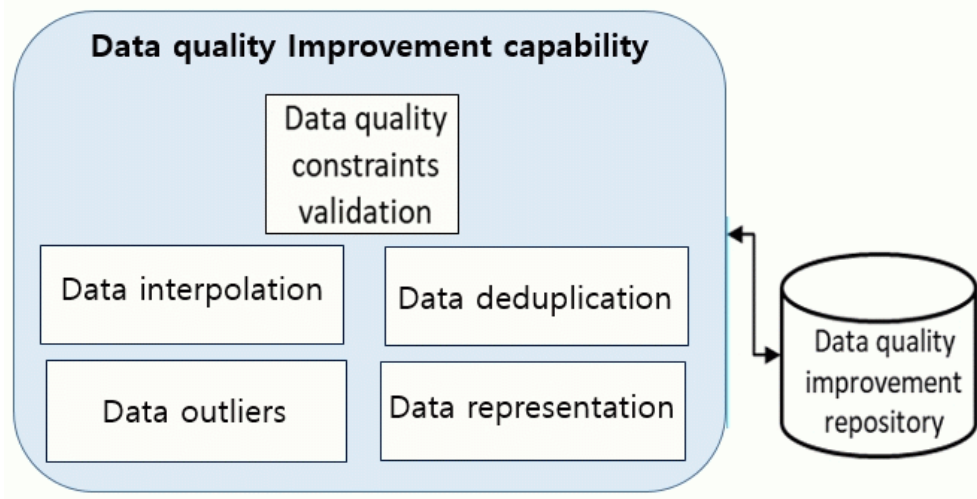 Data quality Improvement capability
Data quality
constraints
validation
Data interpolation
Data deduplication
Data outliers
Data representation
Data quality
improvement
repository